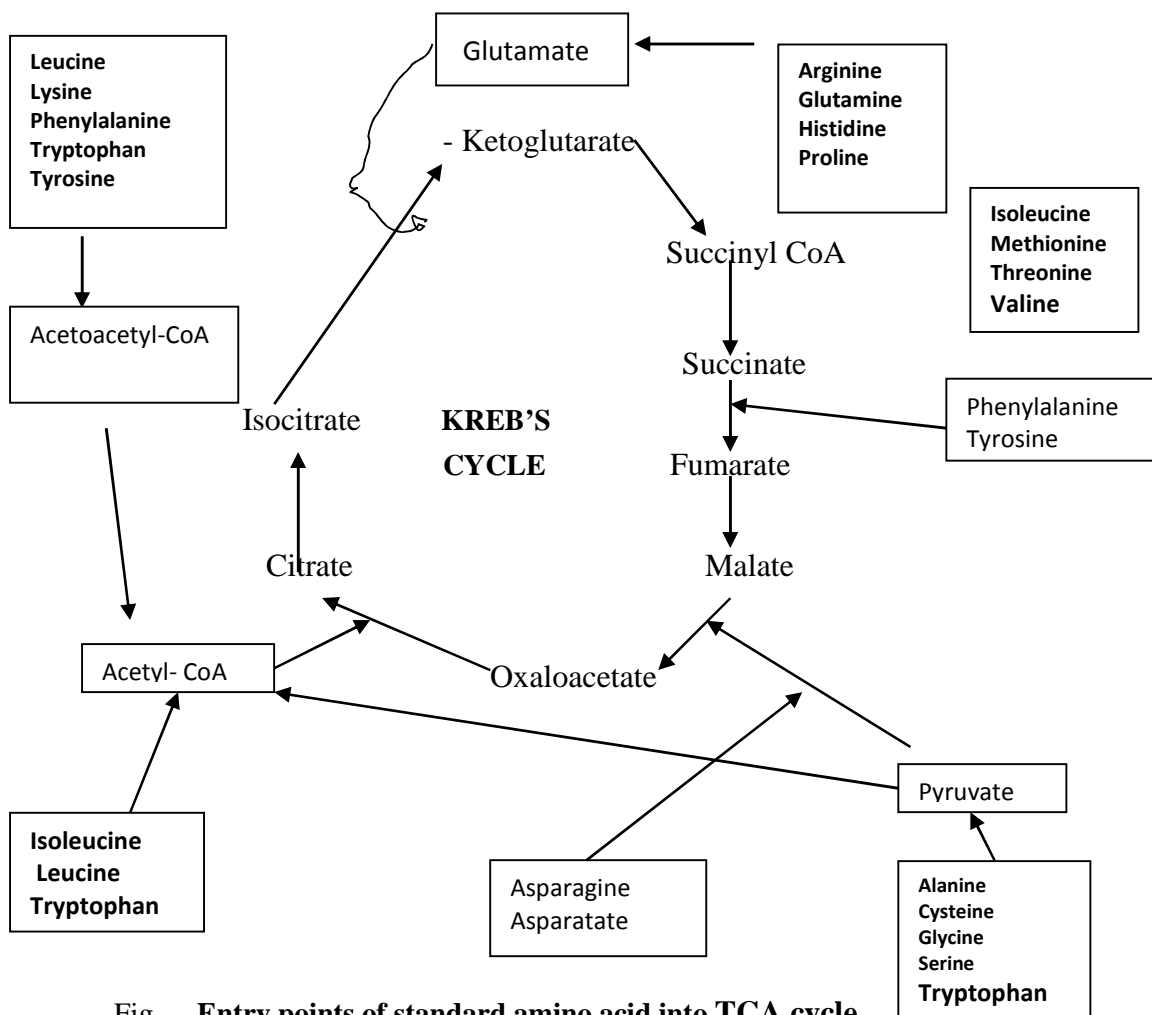 Glutamate
Leucine
Lysine
Phenylalanine
Tryptophan
Tyrosine
Arginine
Glutamine
Histidine
Proline
- Ketoglutarate
Isoleucine
Methionine
Threonine
Valine
Succinyl CoA
Acetoacetyl-CoA
Succinate
Isocitrate
KREB'S
CYCLE
Phenylalanine
Tyrosine
Fumarate
Citrate
Malate
Acetyl- CoA
Oxaloacetate
Pyruvate
Isoleucine
Leucine
Tryptophan
Asparagine
Asparatate
Alanine
Cysteine
Glycine
Serine
Tryptophan
Fig Entry points of standard amino acid into TCA cycle